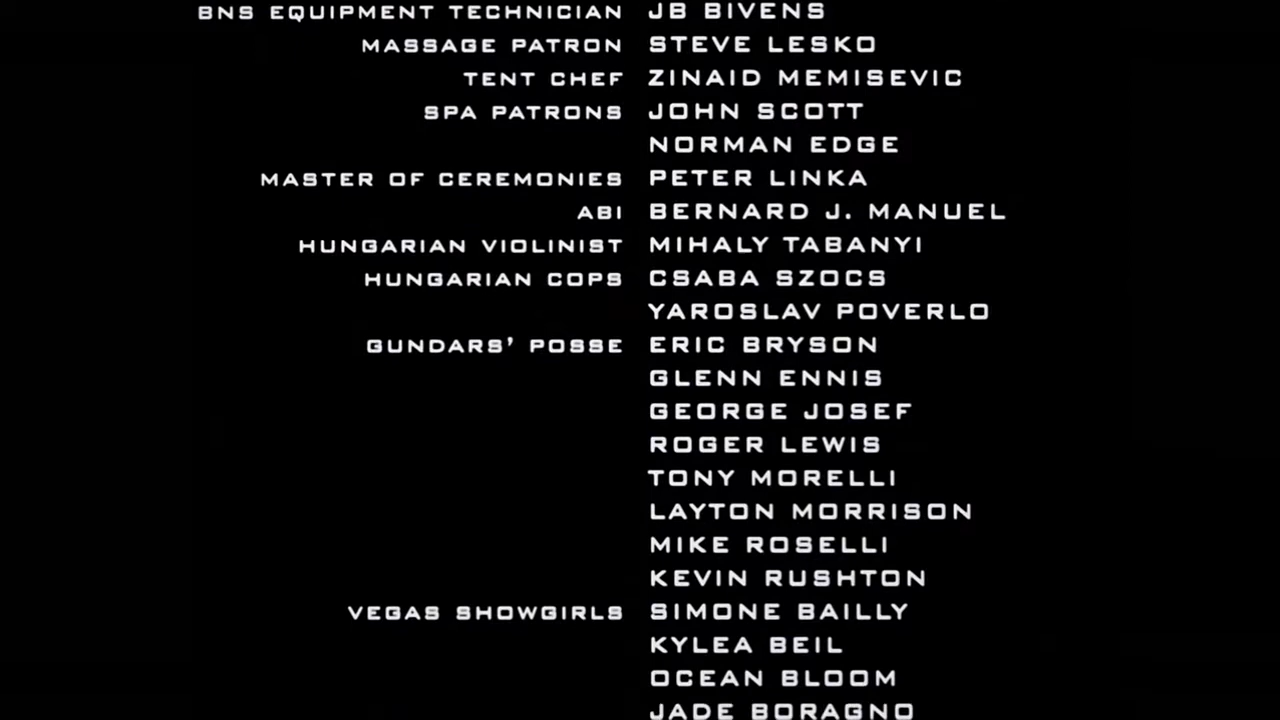 BNS EQUIPMENT TECHNICIAN JB BIVENS
MASSAGE PATRON STEVE LESKO
TENT CHEF ZINAID MEMISEVIC
SPA PATRONS JOHN SCOTT
NORMAN EDGE
MASTER OF CEREMONIES PETER LINKA
ABI BERNARD J. MANUEL
HUNGARIAN VIOLINIST MIHALY TABANYI
HUNGARIAN COPS CSABA SZOCS
YAROSLAV POVERLO
GUNDARS' POSSE ERIC BRYSON
GLENN ENNIS
GEORGE JOSEF
ROGER LEWIS
TONY MORELLI
LAYTON MORRISON
MIKE ROSELLI
KEVIN RUSHTON
VEGAS SHOWGIRLS SIMONE BAILLY
KYLEA BEIL
OCEAN BLOOM
JADE BORAGNO